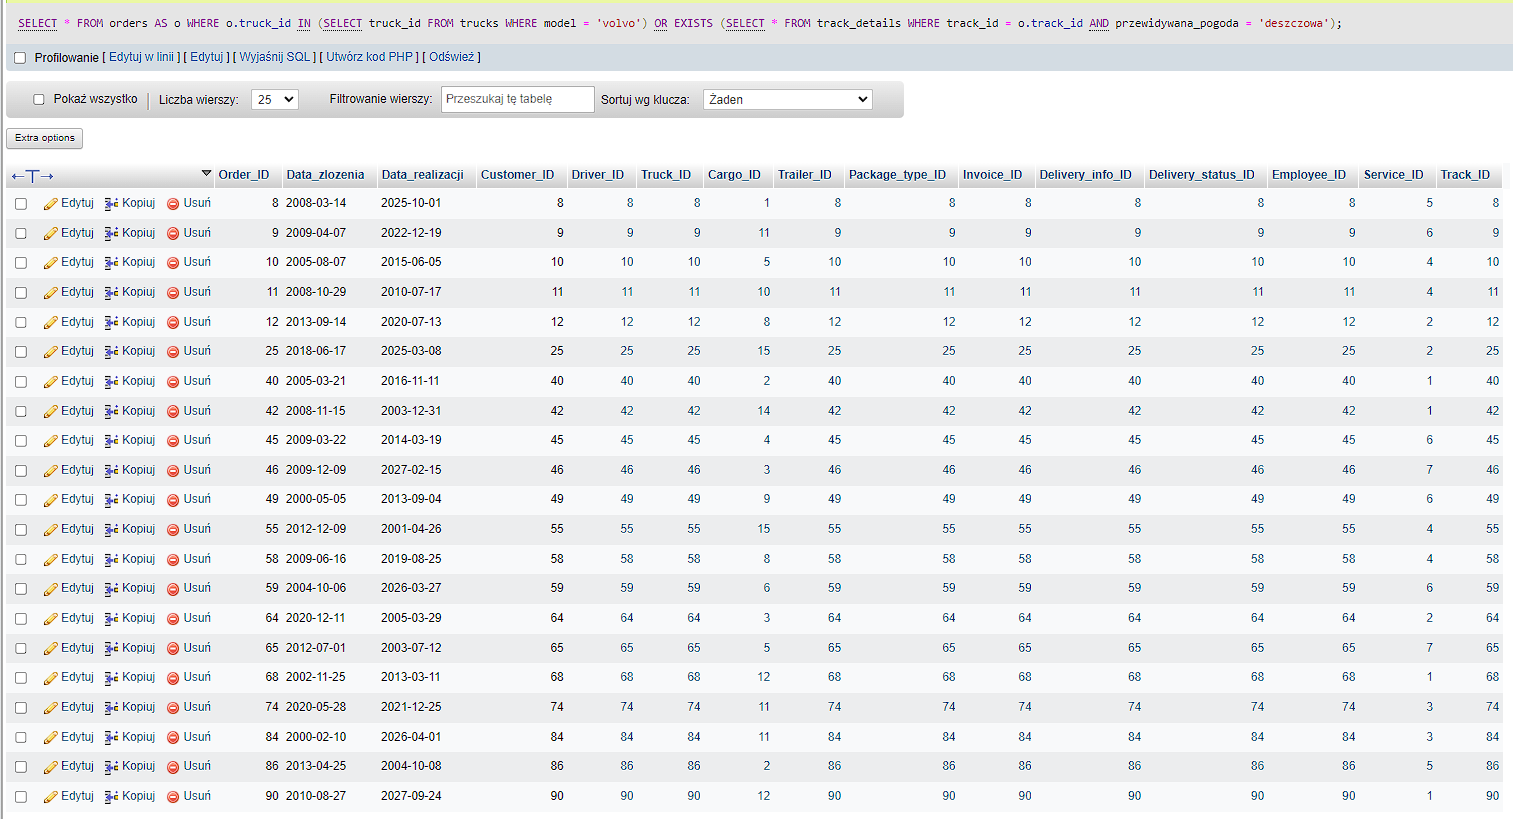 SELECT * FROM orders AS o WHERE o.truck_id IN (SELECT truck_id FROM trucks WHERE model = 'volvo') OR EXISTS (SELECT * FROM track_details WHERE track_id = o.track_id AND przewidywana_pogoda = 'deszczowa');
Profilowanie [ Edytuj w linii ] [ Edytuj ] [ Wyjaśnij SQL ] [ Utwórz kod PHP ] [ Odśwież ]
Pokaż wszystko | Liczba wierszy: 25 Filtrowanie wierszy: Przeszukaj tę tabelę Sortuj wg klucza: Żaden
Extra options
←T→ Order_ID Data_zlozenia Data_realizacji Customer_ID Driver_ID Truck_ID Cargo_ID Trailer_ID Package_type_ID Invoice_ID Delivery_info_ID Delivery_status_ID Employee_ID Service_ID Track_ID
Edytuj Kopiuj Usuń 8 2008-03-14 2025-10-01 8 8 8 1 8 8 8 8 8 8 5 8
Edytuj Kopiuj Usuń 9 2009-04-07 2022-12-19 9 9 9 11 9 9 9 9 9 9 6 9
Edytuj Kopiuj Usuń 10 2005-08-07 2015-06-05 10 10 10 5 10 10 10 10 10 10 4 10
Edytuj Kopiuj Usuń 11 2008-10-29 2010-07-17 11 11 11 10 11 11 11 11 11 11 4 11
Edytuj Kopiuj Usuń 12 2013-09-14 2020-07-13 12 12 12 8 12 12 12 12 12 12 2 12
Edytuj Kopiuj Usuń 25 2018-06-17 2025-03-08 25 25 25 15 25 25 25 25 25 25 2 25
Edytuj Kopiuj Usuń 40 2005-03-21 2016-11-11 40 40 40 2 40 40 40 40 40 40 1 40
Edytuj Kopiuj Usuń 42 2008-11-15 2003-12-31 42 42 42 14 42 42 42 42 42 42 1 42
Edytuj Kopiuj Usuń 45 2009-03-22 2014-03-19 45 45 45 4 45 45 45 45 45 45 6 45
Edytuj Kopiuj Usuń 46 2009-12-09 2027-02-15 46 46 46 3 46 46 46 46 46 46 7 46
Edytuj Kopiuj Usuń 49 2000-05-05 2013-09-04 49 49 49 9 49 49 49 49 49 49 6 49
Edytuj Kopiuj Usuń 55 2012-12-09 2001-04-26 55 55 55 15 55 55 55 55 55 55 4 55
Edytuj Kopiuj Usuń 58 2009-06-16 2019-08-25 58 58 58 8 58 58 58 58 58 58 4 58
Edytuj Kopiuj Usuń 59 2004-10-06 2026-03-27 59 59 59 6 59 59 59 59 59 59 6 59
Edytuj Kopiuj Usuń 64 2020-12-11 2005-03-29 64 64 64 3 64 64 64 64 64 64 2 64
Edytuj Kopiuj Usuń 65 2012-07-01 2003-07-12 65 65 65 5 65 65 65 65 65 65 7 65
Edytuj Kopiuj Usuń 68 2002-11-25 2013-03-11 68 68 68 12 68 68 68 68 68 68 1 68
Edytuj Kopiuj Usuń 74 2020-05-28 2021-12-25 74 74 74 11 74 74 74 74 74 74 3 74
Edytuj Kopiuj Usuń 84 2000-02-10 2026-04-01 84 84 84 11 84 84 84 84 84 84 3 84
Edytuj Kopiuj Usuń 86 2013-04-25 2004-10-08 86 86 86 2 86 86 86 86 86 86 5 86
Edytuj Kopiuj Usuń 90 2010-08-27 2027-09-24 90 90 90 12 90 90 90 90 90 90 1 90